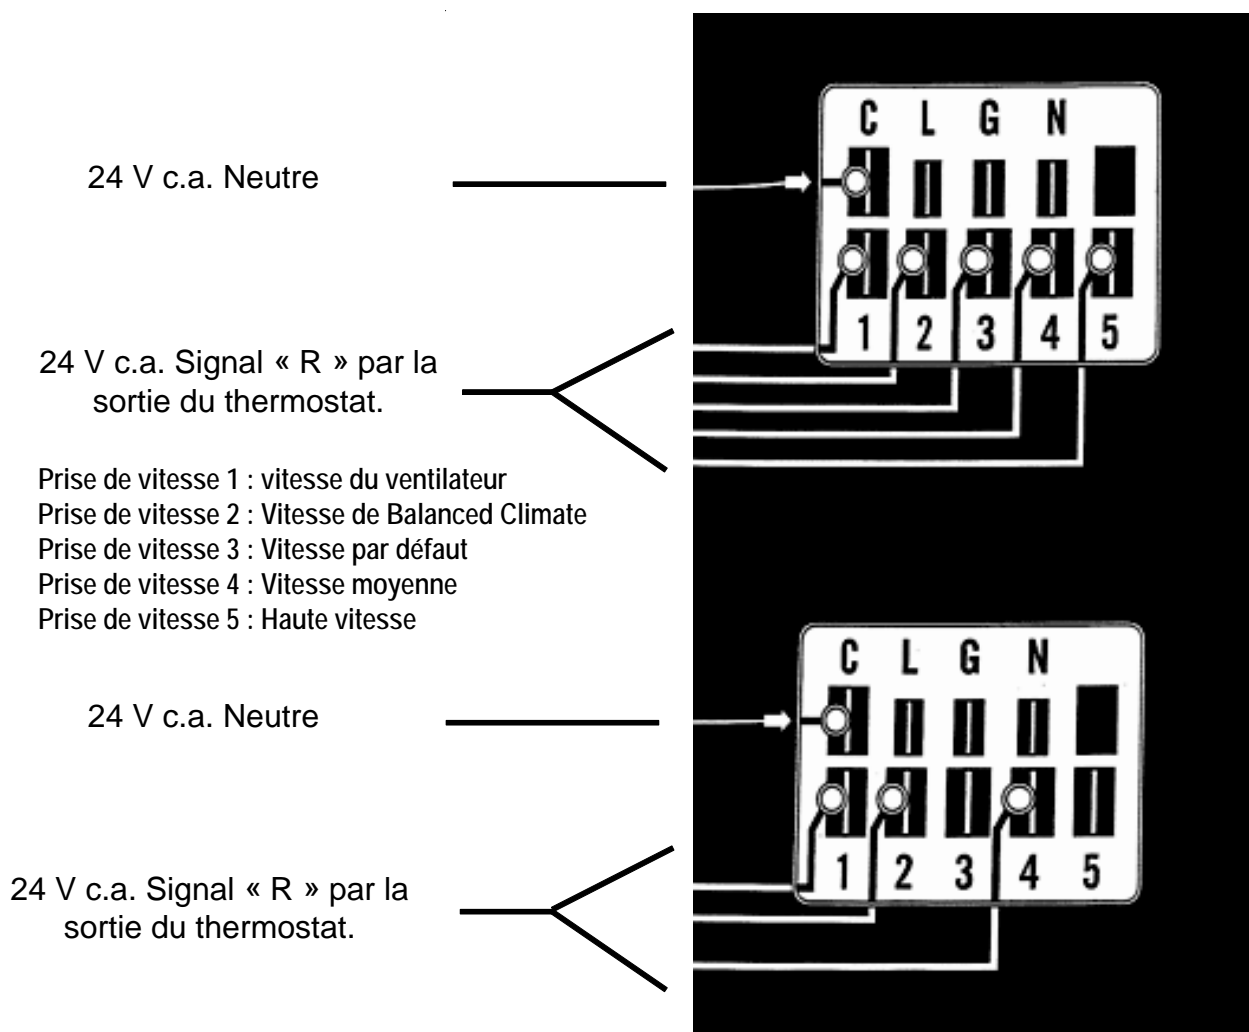 C L G N
24 V c.a. Neutre
1 2 3 4 5
24 V c.a. Signal « R » par la
sortie du thermostat.
Prise de vitesse 1 : vitesse du ventilateur
Prise de vitesse 2 : Vitesse de Balanced Climate
Prise de vitesse 3 : Vitesse par défaut
Prise de vitesse 4 : Vitesse moyenne
Prise de vitesse 5 : Haute vitesse
C L G N
24 V c.a. Neutre
1 2 3 4 5
24 V c.a. Signal « R » par la
sortie du thermostat.